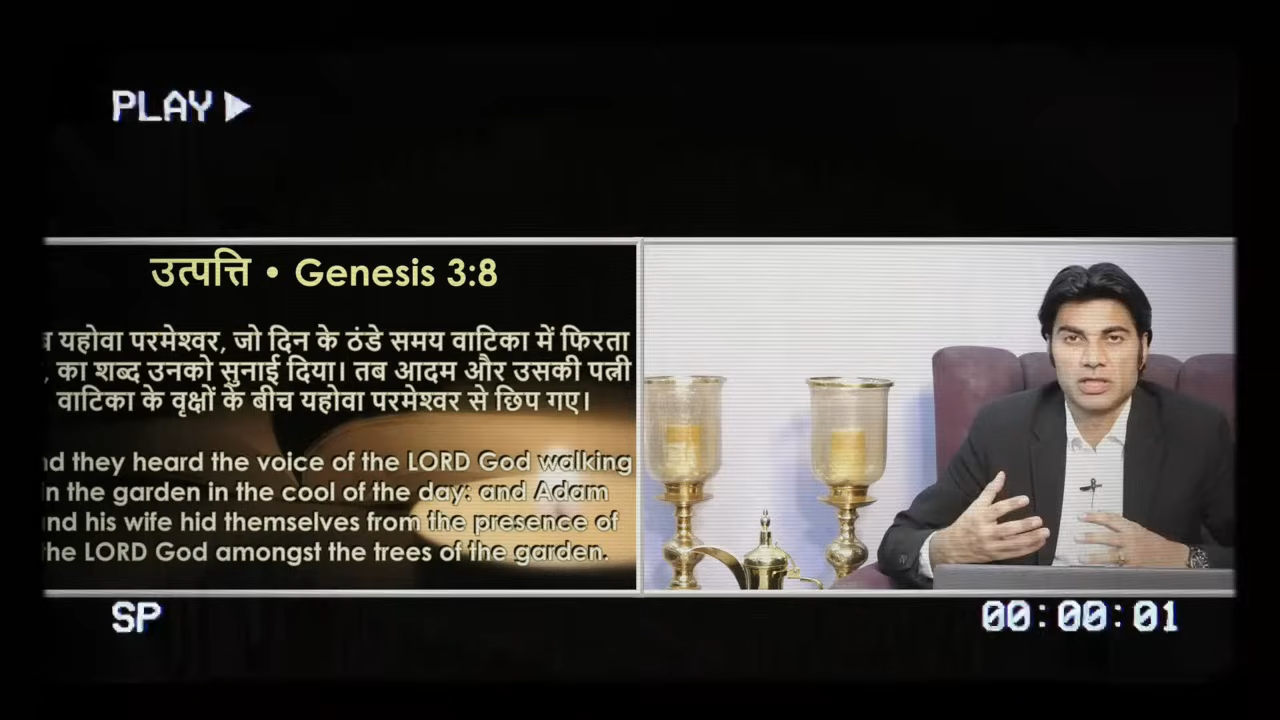 PLAY
उत्पत्ति • Genesis 3:8
यहोवा परमेश्वर, जो दिन के ठंडे समय वाटिका में फिरता
, का शब्द उनको सुनाई दिया। तब आदम और उसकी पत्नी
वाटिका के वृक्षों के बीच यहोवा परमेश्वर से छिप गए।
they heard the voice of the LORD God walking
the garden in the cool of the day: and Adam
his wife hid themselves from the presence of
LORD God amongst the trees of the garden.
SP
00:00:01